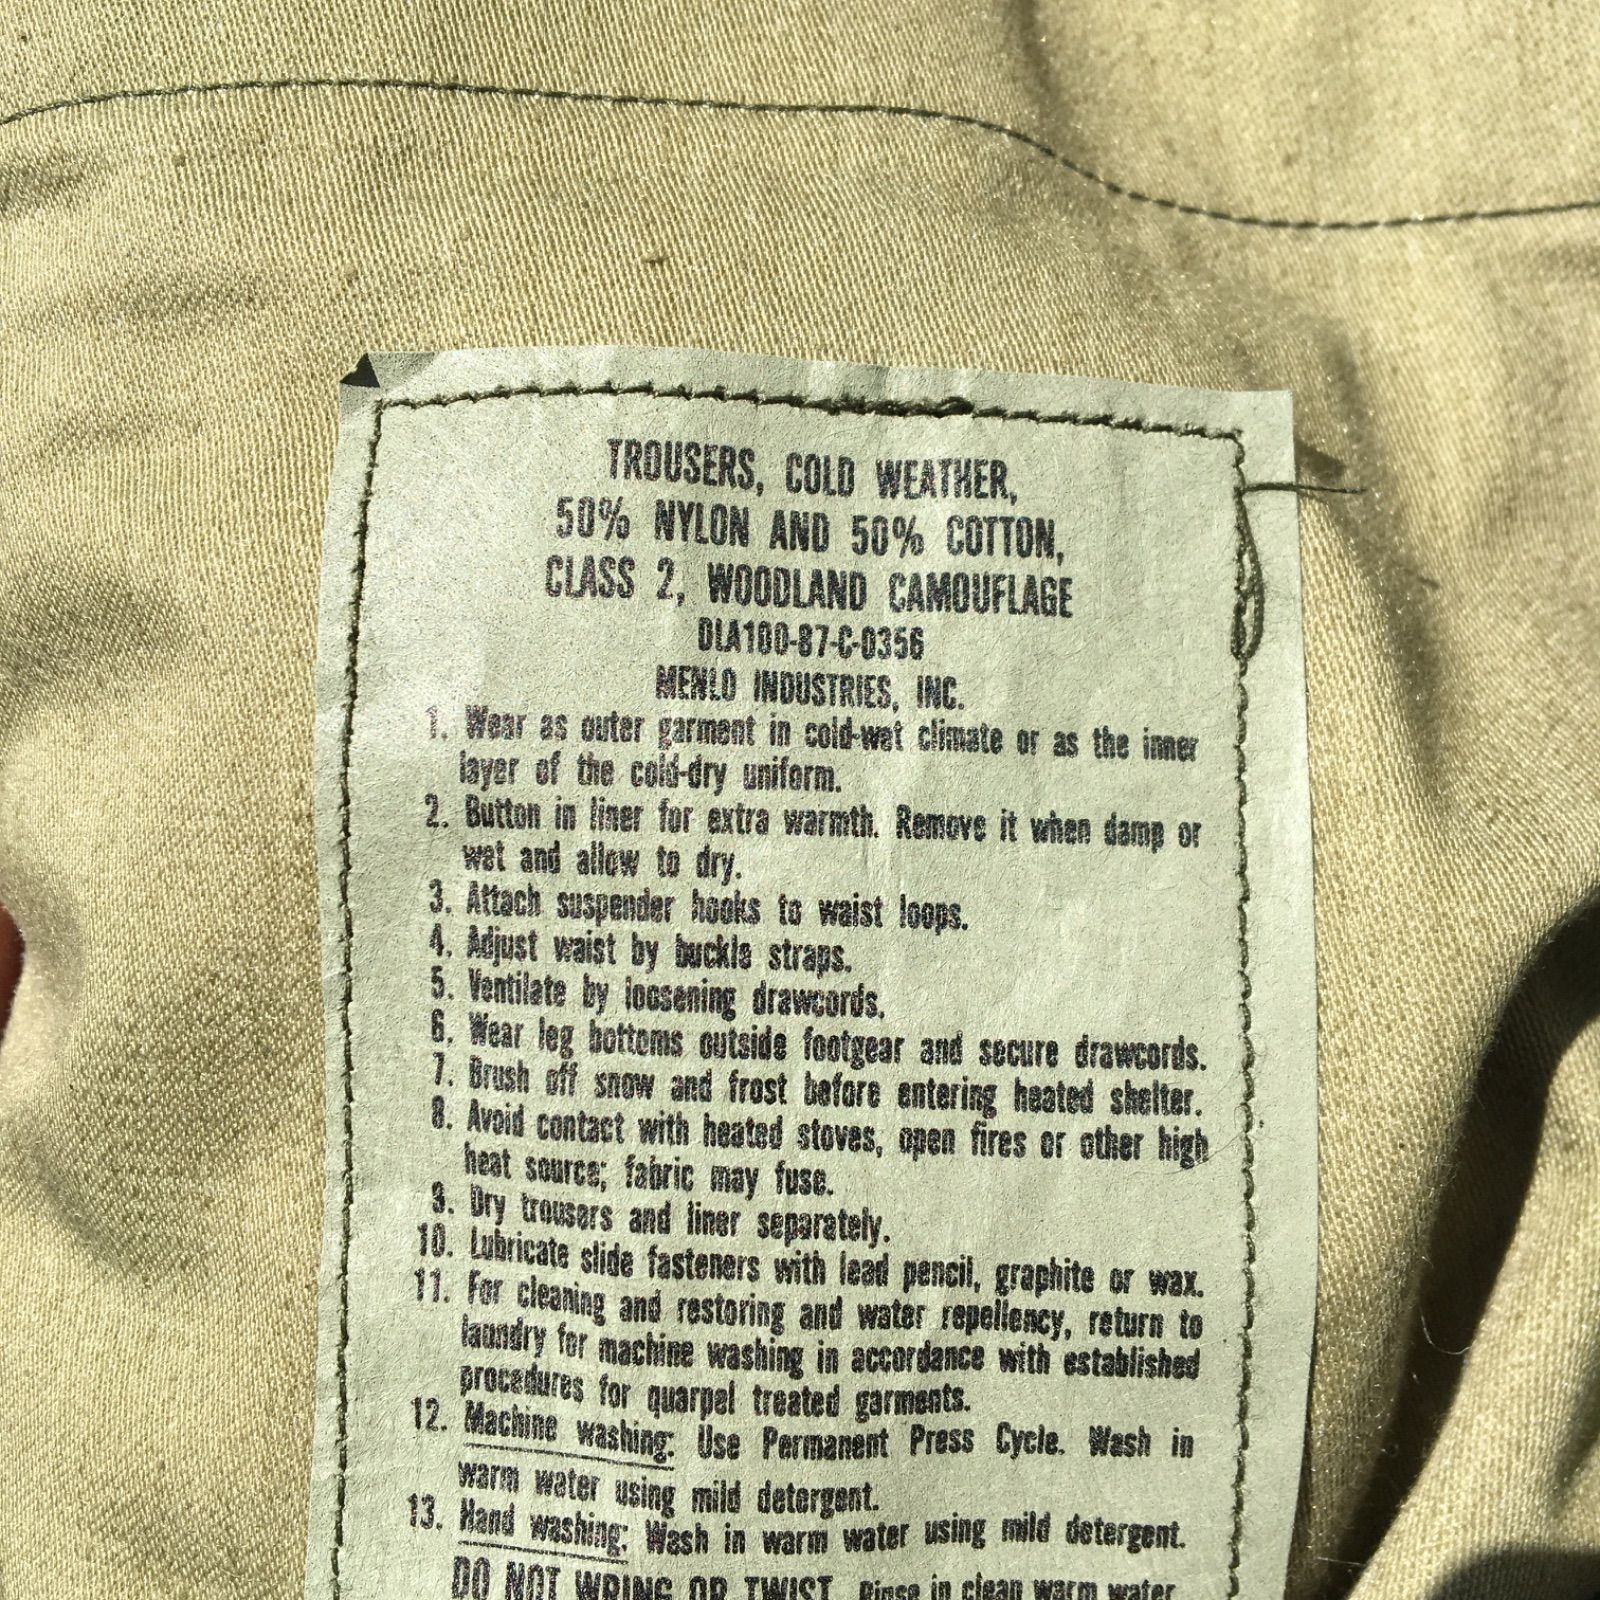 TROUSERS, COLD WEATHER,
50% NYLON AND 50% COTTON,
CLASS 2, WOODLAND CAMOUFLAGE
DLA100-87-C-0356
MENLO INDUSTRIES, INC.
1. Wear as outer garment in cold-wet climate or as the inner
layer of the cold-dry uniform.
2. Button in liner for extra warmth. Remove it when damp or
wet and allow to dry.
3. Attach suspender hooks to waist loops.
4. Adjust waist by buckle straps.
5. Ventilate by loosening drawcords.
6. Wear leg bottoms outside footgear and secure drawcords.
7. Brush off snow and frost before entering heated shelter.
8. Avoid contact with heated stoves, open fires or other high
heat source; fabric may fuse.
9. Dry trousers and liner separately.
10. Lubricate slide fasteners with lead pencil, graphite or wax.
11. For cleaning and restoring and water repellency, return to
laundry for machine washing in accordance with established
procedures for quarpel treated garments.
12. Machine washing: Use Permanent Press Cycle. Wash in
warm water using mild detergent.
13. Hand washing: Wash in warm water using mild detergent.
DO NOT WRING OR TWIST. Rinse in clean warm water